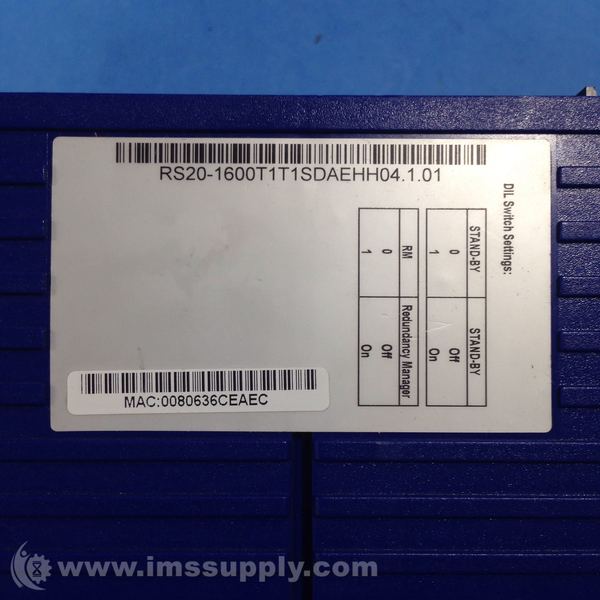 RS20-1600T1T1SDAEHH04.1.01
DIL Switch Settings:
STAND-BY STAND-BY
0 Off
1 On
RM Redundancy Manager
0 Off
1 On
MAC:0080636CEAEC
www.imssupply.com